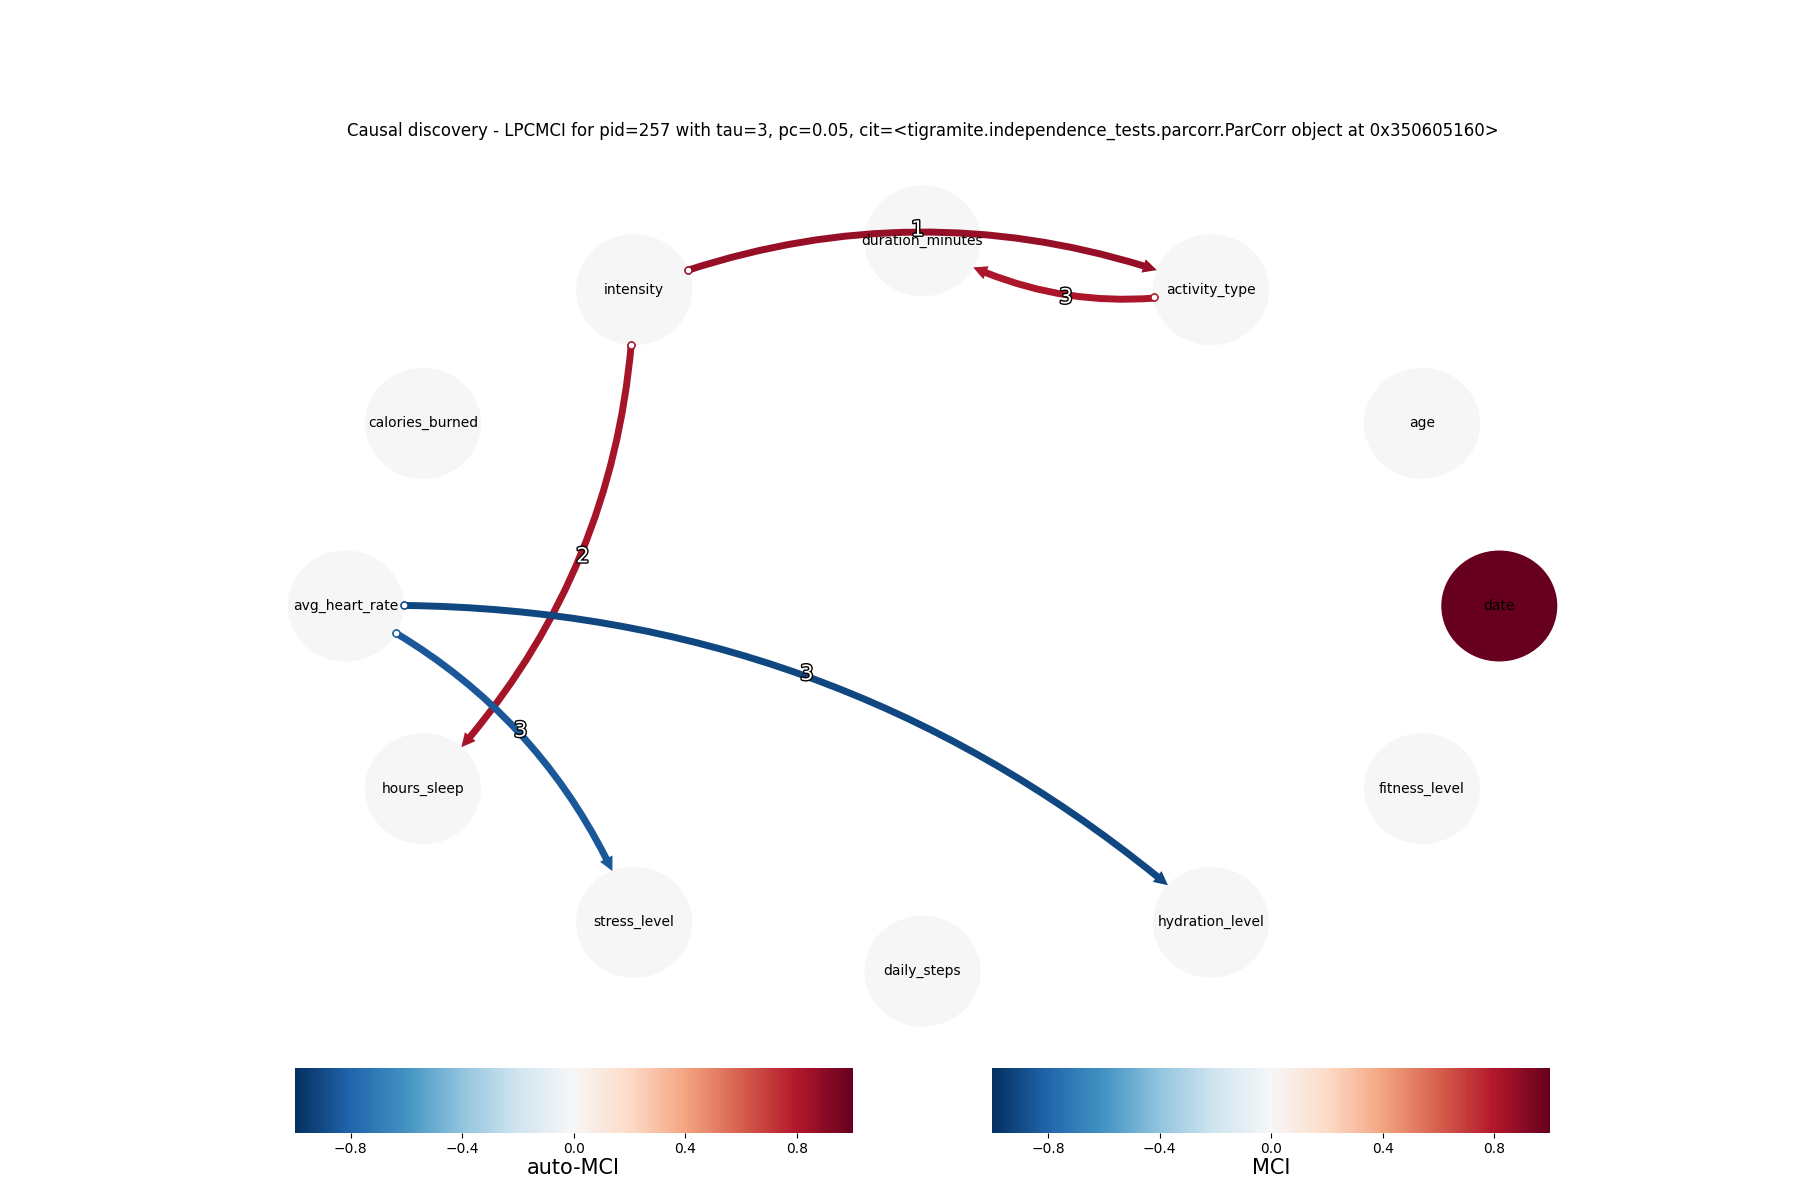 Causal discovery - LPCMCI for pid=257 with tau=3, pc=0.05, cit=<tigramite.independence_tests.parcorr.ParCorr object at 0x350605160>
1
duration_minutes
intensity
3
activity_type
calories_burned
age
2
avg_heart_rate
date
3
3
hours_sleep
fitness_level
stress_level
hydration_level
daily_steps
−0.8 −0.4 0.0 0.4 0.8
auto-MCI
−0.8 −0.4 0.0 0.4 0.8
MCI